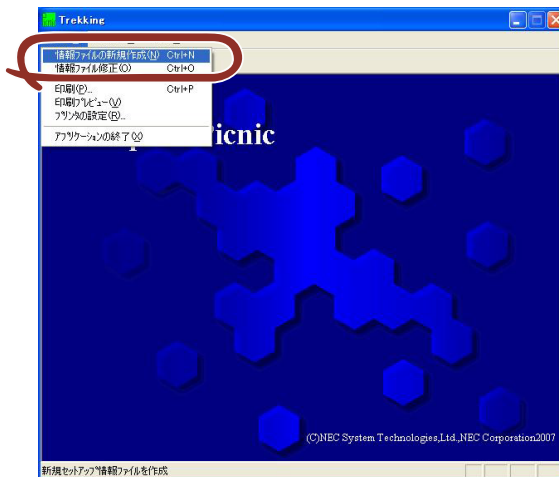 Trekking
情報ファイルの新規作成(N) Ctrl+N
情報ファイル修正(O) Ctrl+O
印刷(P)... Ctrl+P
印刷プレビュー(V)
プリンタの設定(R)...
アプリケーションの終了(X)
icnic
(C)NEC System Technologies,Ltd.,NEC Corporation2007
新規セットアップ情報ファイルを作成